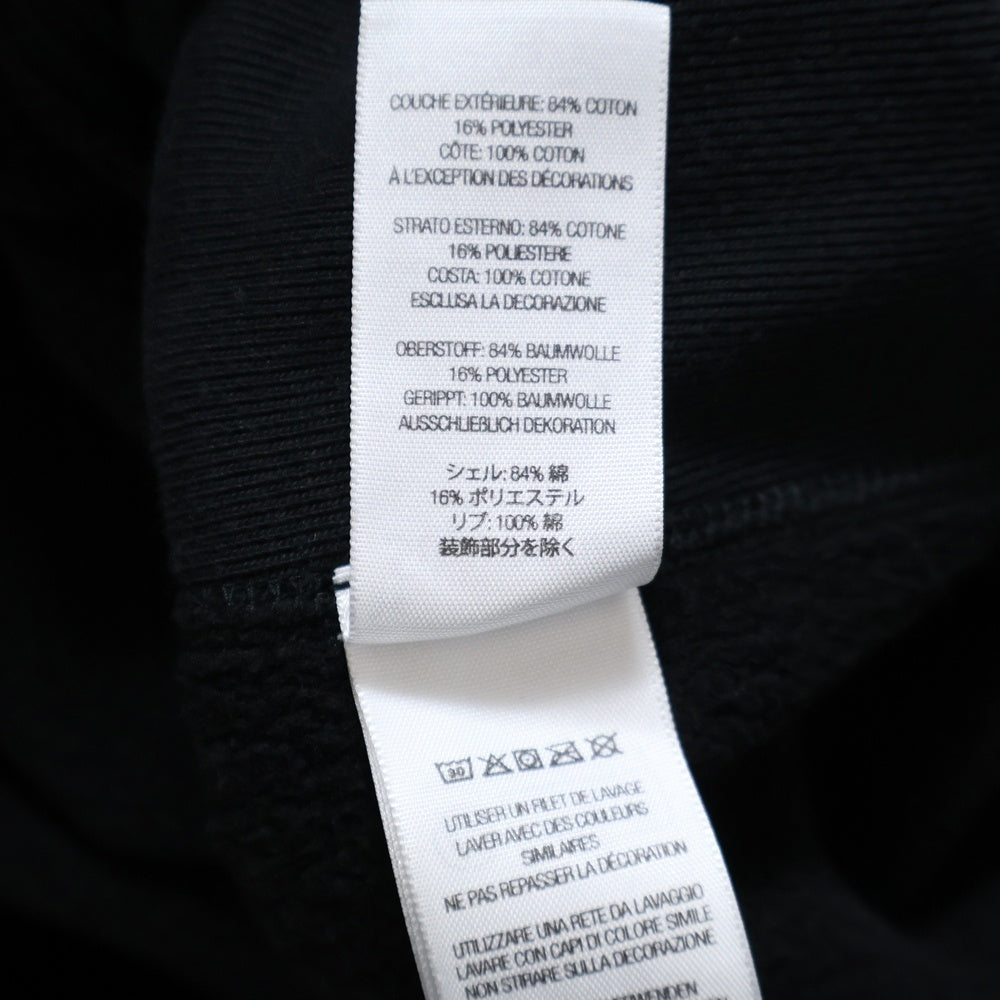 COUCHE EXTÉRIEURE: 84% COTON
16% POLYESTER
CÔTE: 100% COTON
À L'EXCEPTION DES DÉCORATIONS
STRATO ESTERNO: 84% COTONE
16% POLIESTERE
COSTA: 100% COTONE
ESCLUSA LA DECORAZIONE
OBERSTOFF: 84% BAUMWOLLE
16% POLYESTER
GERIPPT: 100% BAUMWOLLE
AUSSCHLIEßLICH DEKORATION
シェル: 84% 綿
16% ポリエステル
リブ: 100% 綿
装飾部分を除く
30
UTILISER UN FILET DE LAVAGE
LAVER AVEC DES COULEURS
SIMILAIRES
NE PAS REPASSER LA DÉCORATION
UTILIZZARE UNA RETE DA LAVAGGIO
LAVARE CON CAPI DI COLORE SIMILE
NON STIRARE SULLA DECORAZIONE